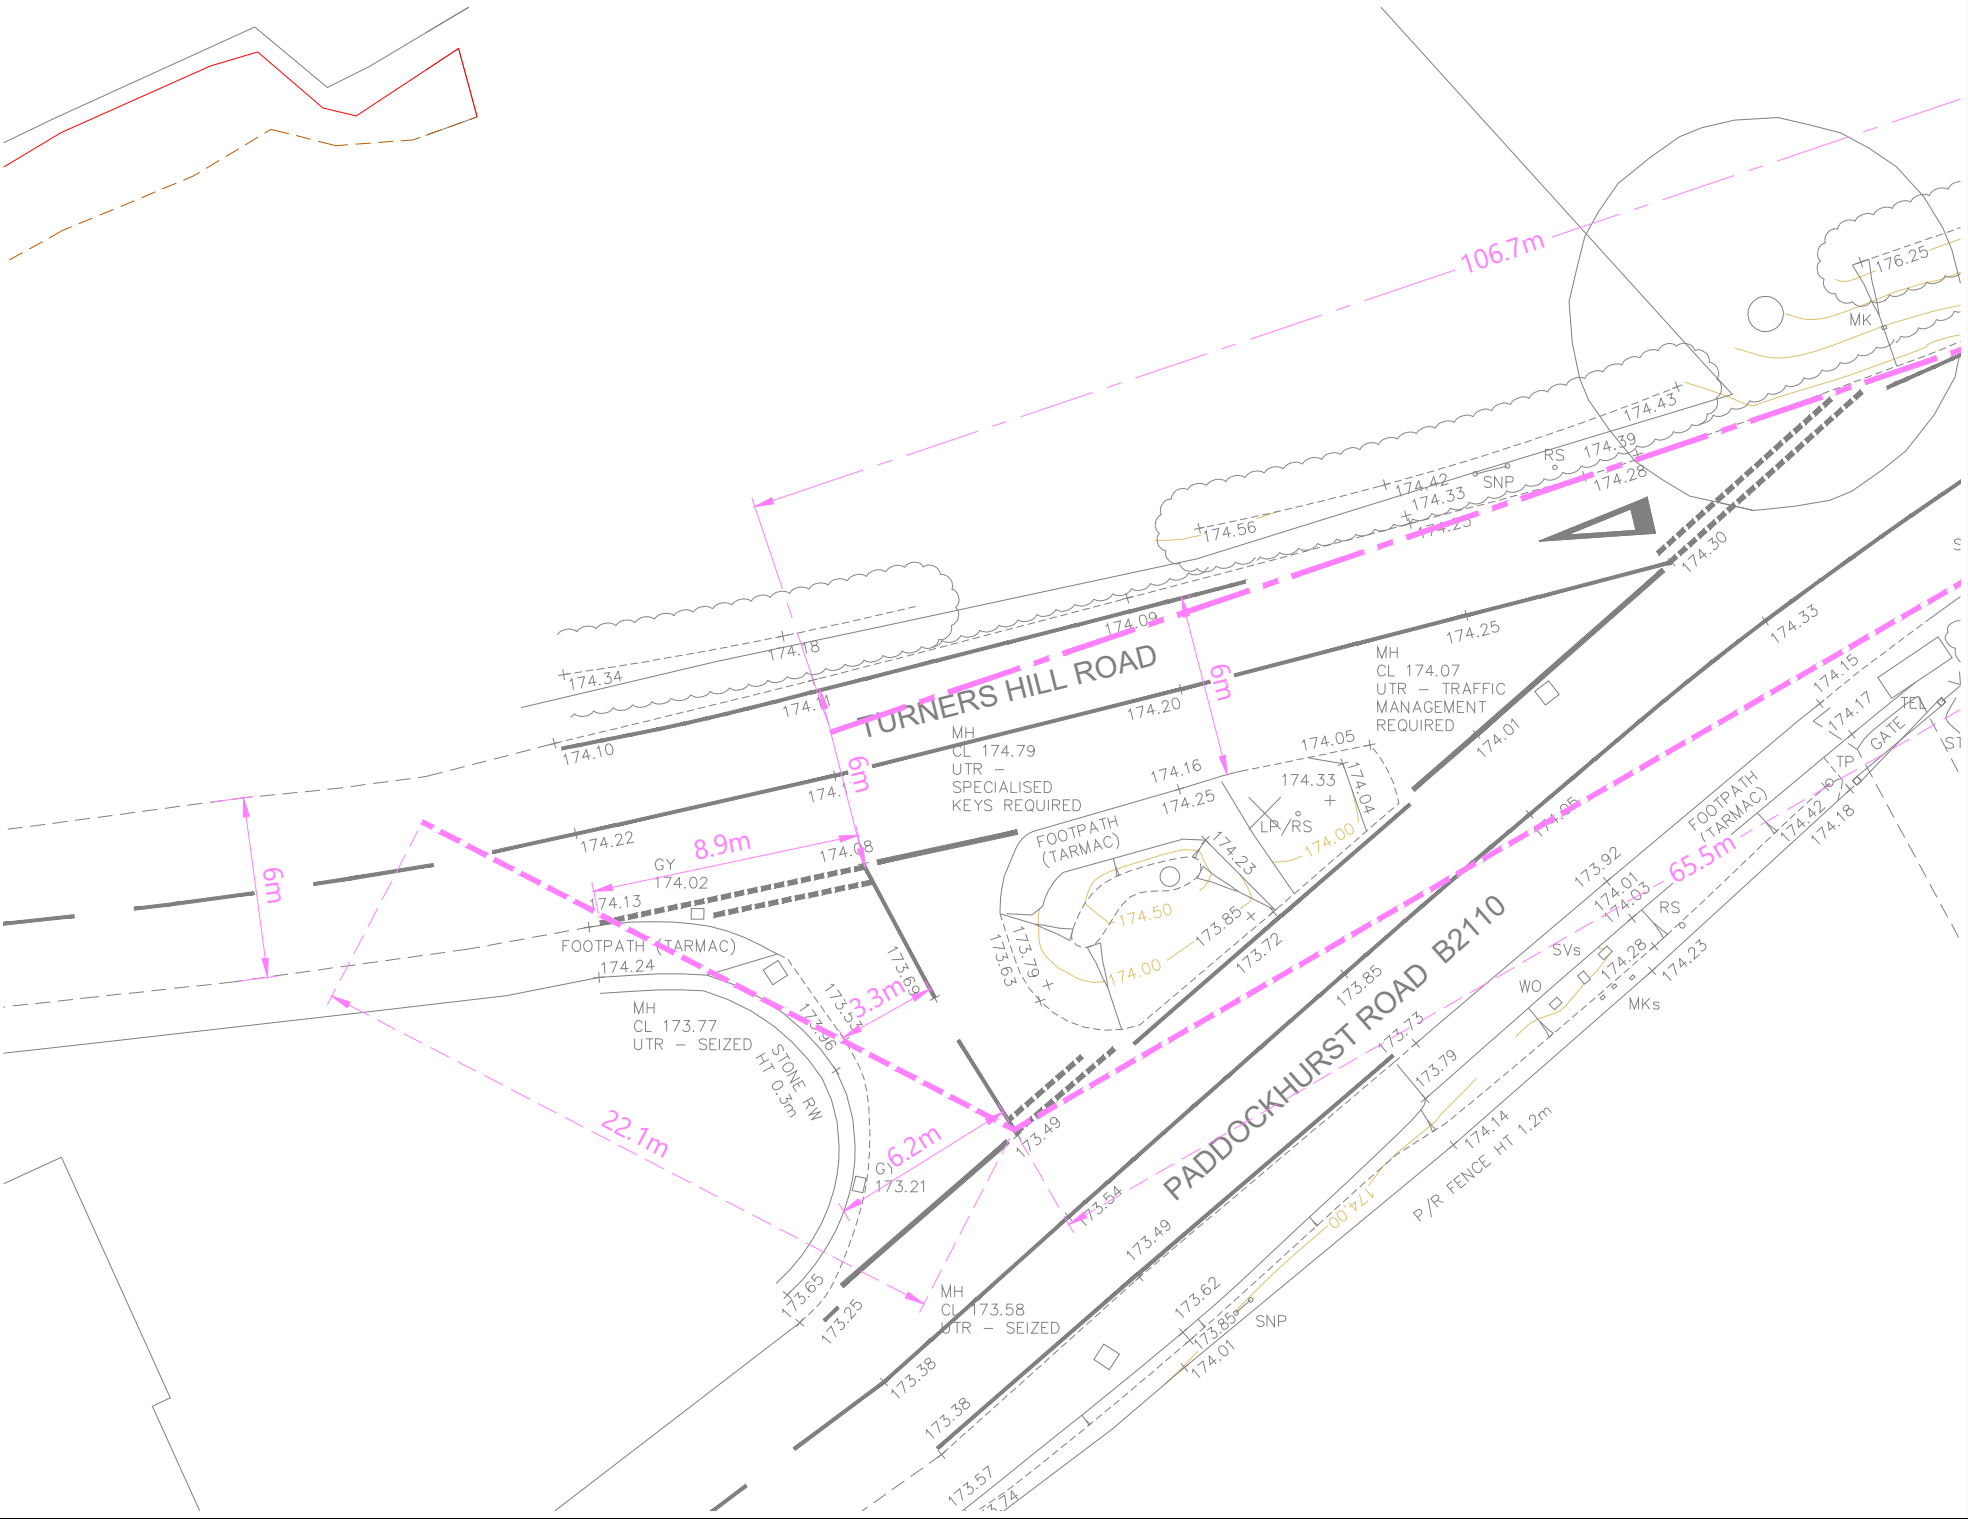 106.7m
176.25
MK
174.43
174.39
RS
174.42
SNP
174.28
174.33
174.25
174.56
174.30
174.09
174.18
174.34
174.25
174.33
TURNERS HILL ROAD
6m
MH
CL 174.07
UTR – TRAFFIC
MANAGEMENT
REQUIRED
174.15
174.11
174.20
174.10
MH
CL 174.79
UTR –
SPECIALISED
KEYS REQUIRED
6m
174.05
174.01
174.17
TEL
GATE
TP
174.16
174.33
174.25
174.04
LP/RS
174.00
174.05
FOOTPATH
(TARMAC)
174.42
174.18
174.22
8.9m
174.08
FOOTPATH
(TARMAC)
174.23
65.5m
GY
174.02
174.13
6m
173.92
174.01
174.03
RS
174.50
173.85
173.72
FOOTPATH (TARMAC)
174.24
173.69
173.79
173.63
174.00
173.85
PADDOCKHURST ROAD B2110
SVs
174.28
174.23
WO
MKs
3.3m
173.53
173.96
MH
CL 173.77
UTR – SEIZED
STONE RW
HT 0.3m
173.73
173.79
22.1m
6.2m
173.49
174.14
P/R FENCE HT 1.2m
GY
173.21
173.54
174.00
173.49
173.65
173.25
MH
CL 173.58
UTR – SEIZED
173.62
173.85
SNP
174.01
173.38
173.38
173.57